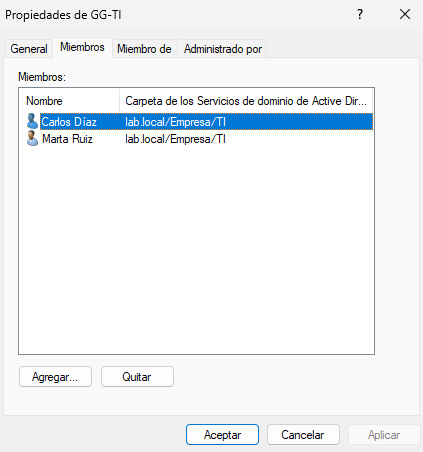 Propiedades de GG-TI
?
General Miembros Miembro de Administrado por
Miembros:
Nombre Carpeta de los Servicios de dominio de Active Dir...
Carlos Díaz lab.local/Empresa/TI
Marta Ruiz lab.local/Empresa/TI
Agregar... Quitar
Aceptar Cancelar Aplicar